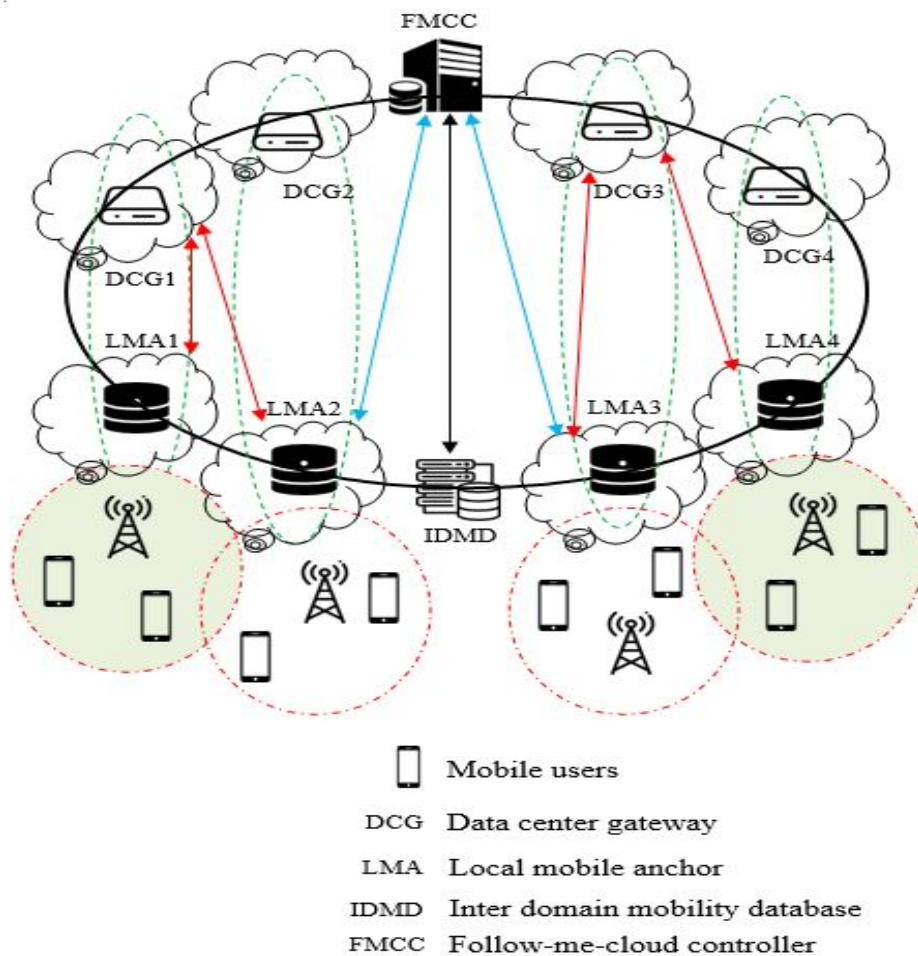 FMCC
DCG2
DCG3
DCG1
DCG4
LMA1
LMA4
LMA2
LMA3
IDMD
Mobile users
DCG Data center gateway
LMA Local mobile anchor
IDMD Inter domain mobility database
FMCC Follow-me-cloud controller